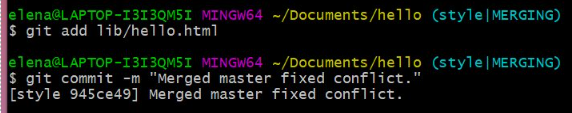 elena@LAPTOP-I3I3QM5I MINGW64 ~/Documents/hello (style|MERGING)
$ git add lib/hello.html
elena@LAPTOP-I3I3QM5I MINGW64 ~/Documents/hello (style|MERGING)
$ git commit -m "Merged master fixed conflict."
[style 945ce49] Merged master fixed conflict.